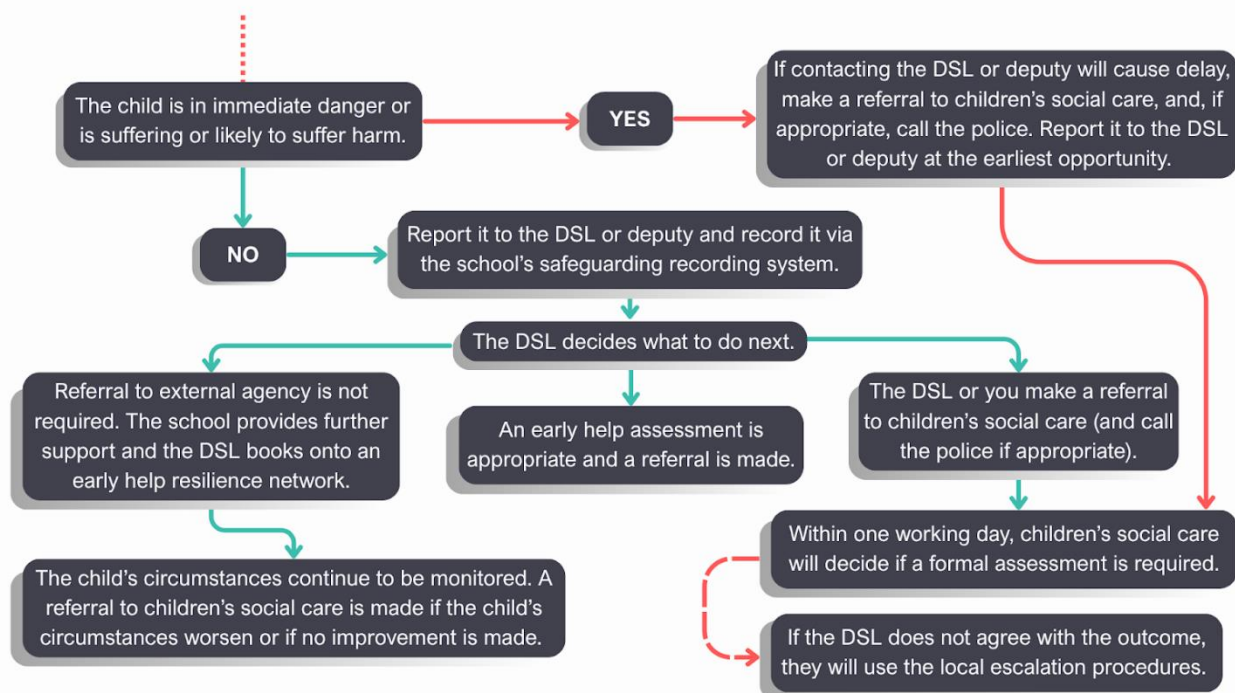 The child is in immediate danger or
is suffering or likely to suffer harm.
YES
If contacting the DSL or deputy will cause delay,
make a referral to children's social care, and, if
appropriate, call the police. Report it to the DSL
or deputy at the earliest opportunity.
NO
Report it to the DSL or deputy and record it via
the school's safeguarding recording system.
The DSL decides what to do next.
Referral to external agency is not
required. The school provides further
support and the DSL books onto an
early help resilience network.
An early help assessment is
appropriate and a referral is made.
The DSL or you make a referral
to children's social care (and call
the police if appropriate).
The child's circumstances continue to be monitored. A
referral to children's social care is made if the child's
circumstances worsen or if no improvement is made.
Within one working day, children's social care
will decide if a formal assessment is required.
If the DSL does not agree with the outcome,
they will use the local escalation procedures.